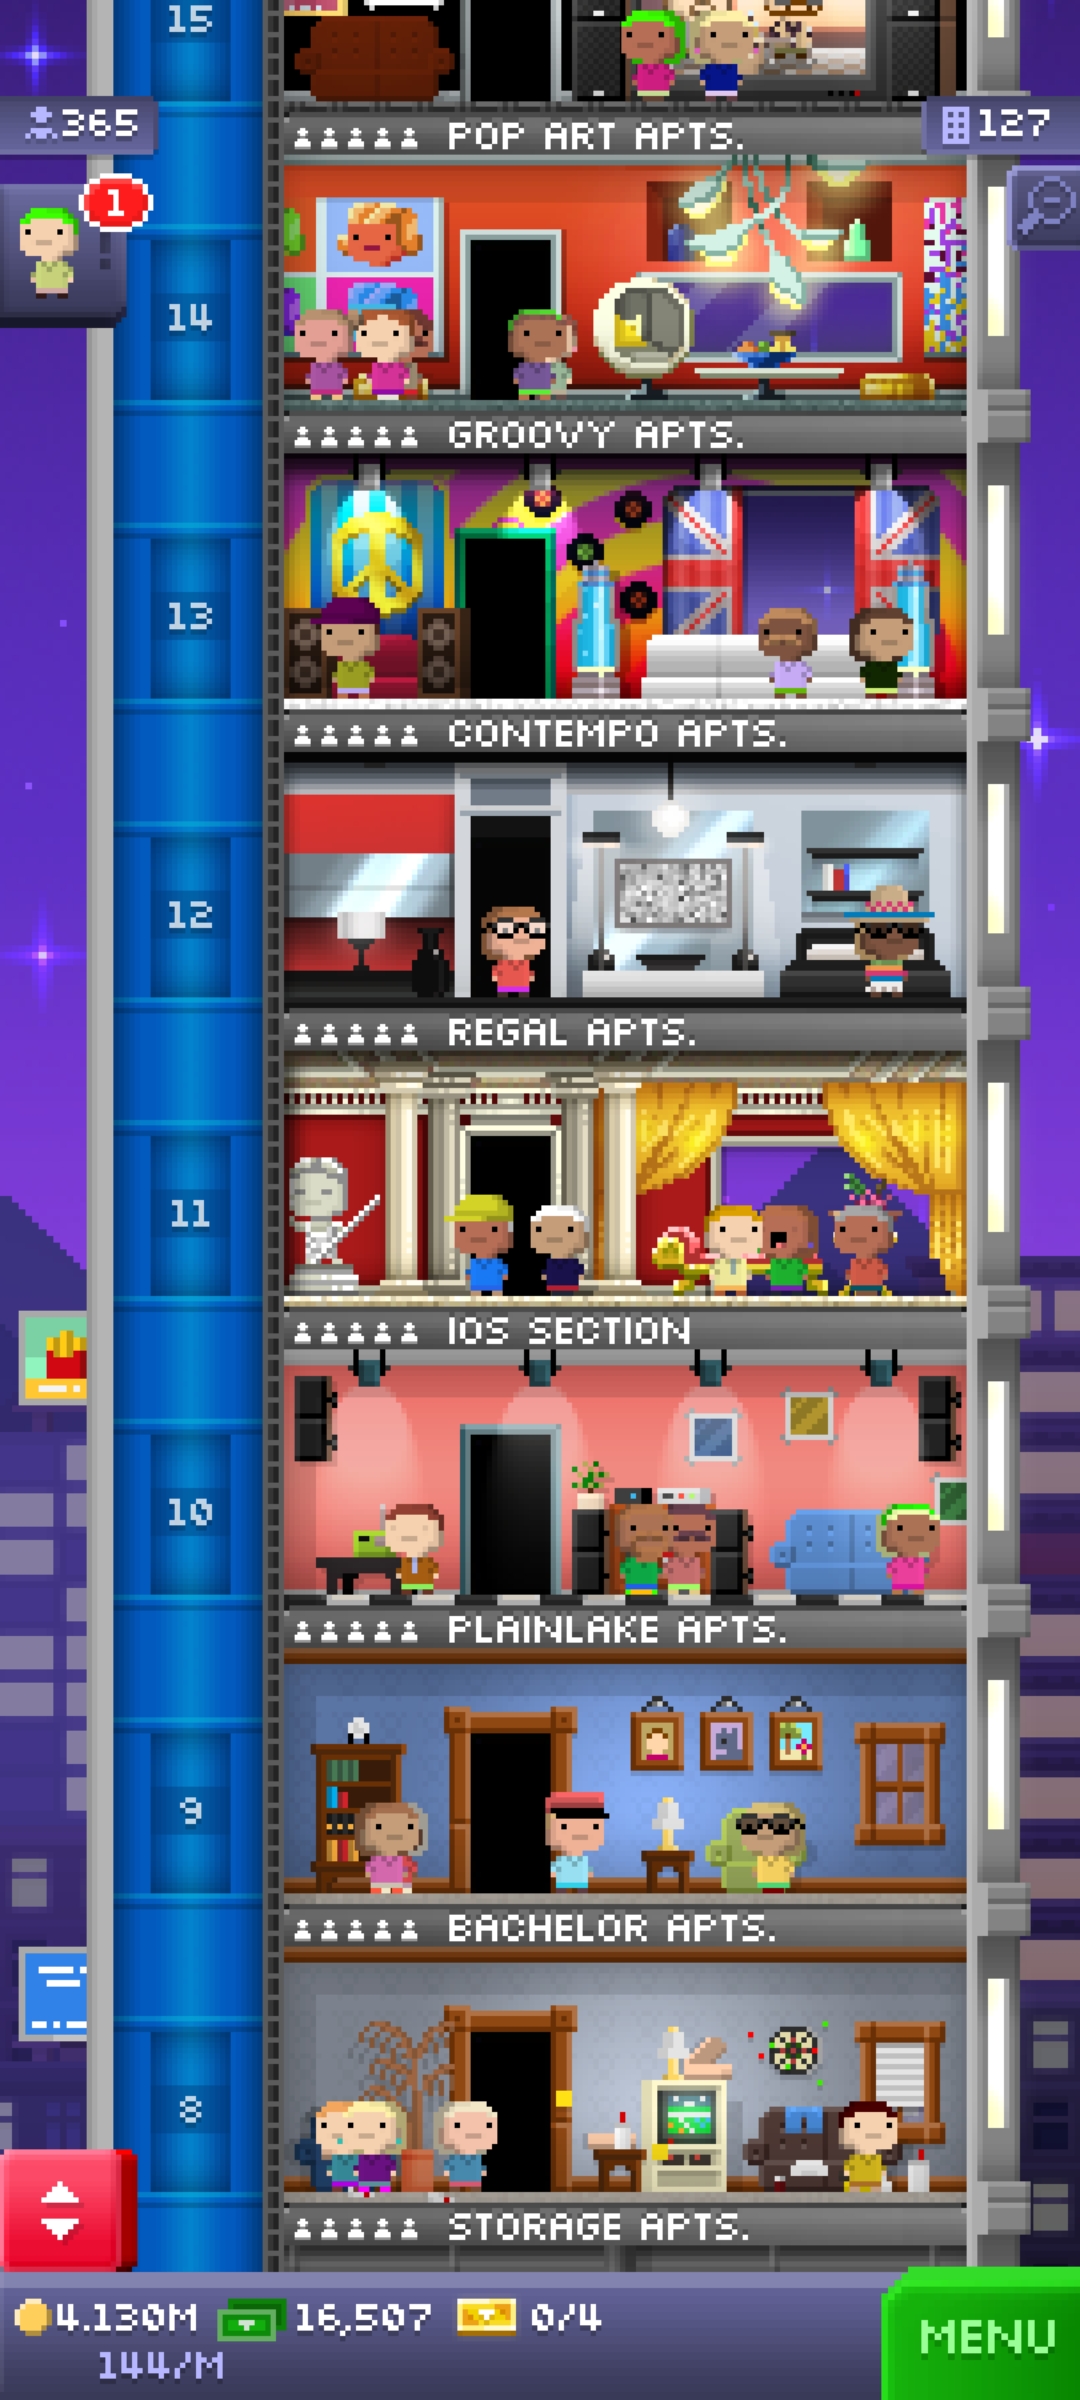 15
365
POP ART APTS.
127
1
14
GROOVY APTS.
13
CONTEMPO APTS.
12
REGAL APTS.
11
IOS SECTION
10
PLAINLAKE APTS.
9
BACHELOR APTS.
8
STORAGE APTS.
4.130M 16,507 0/4
144/M
MENU